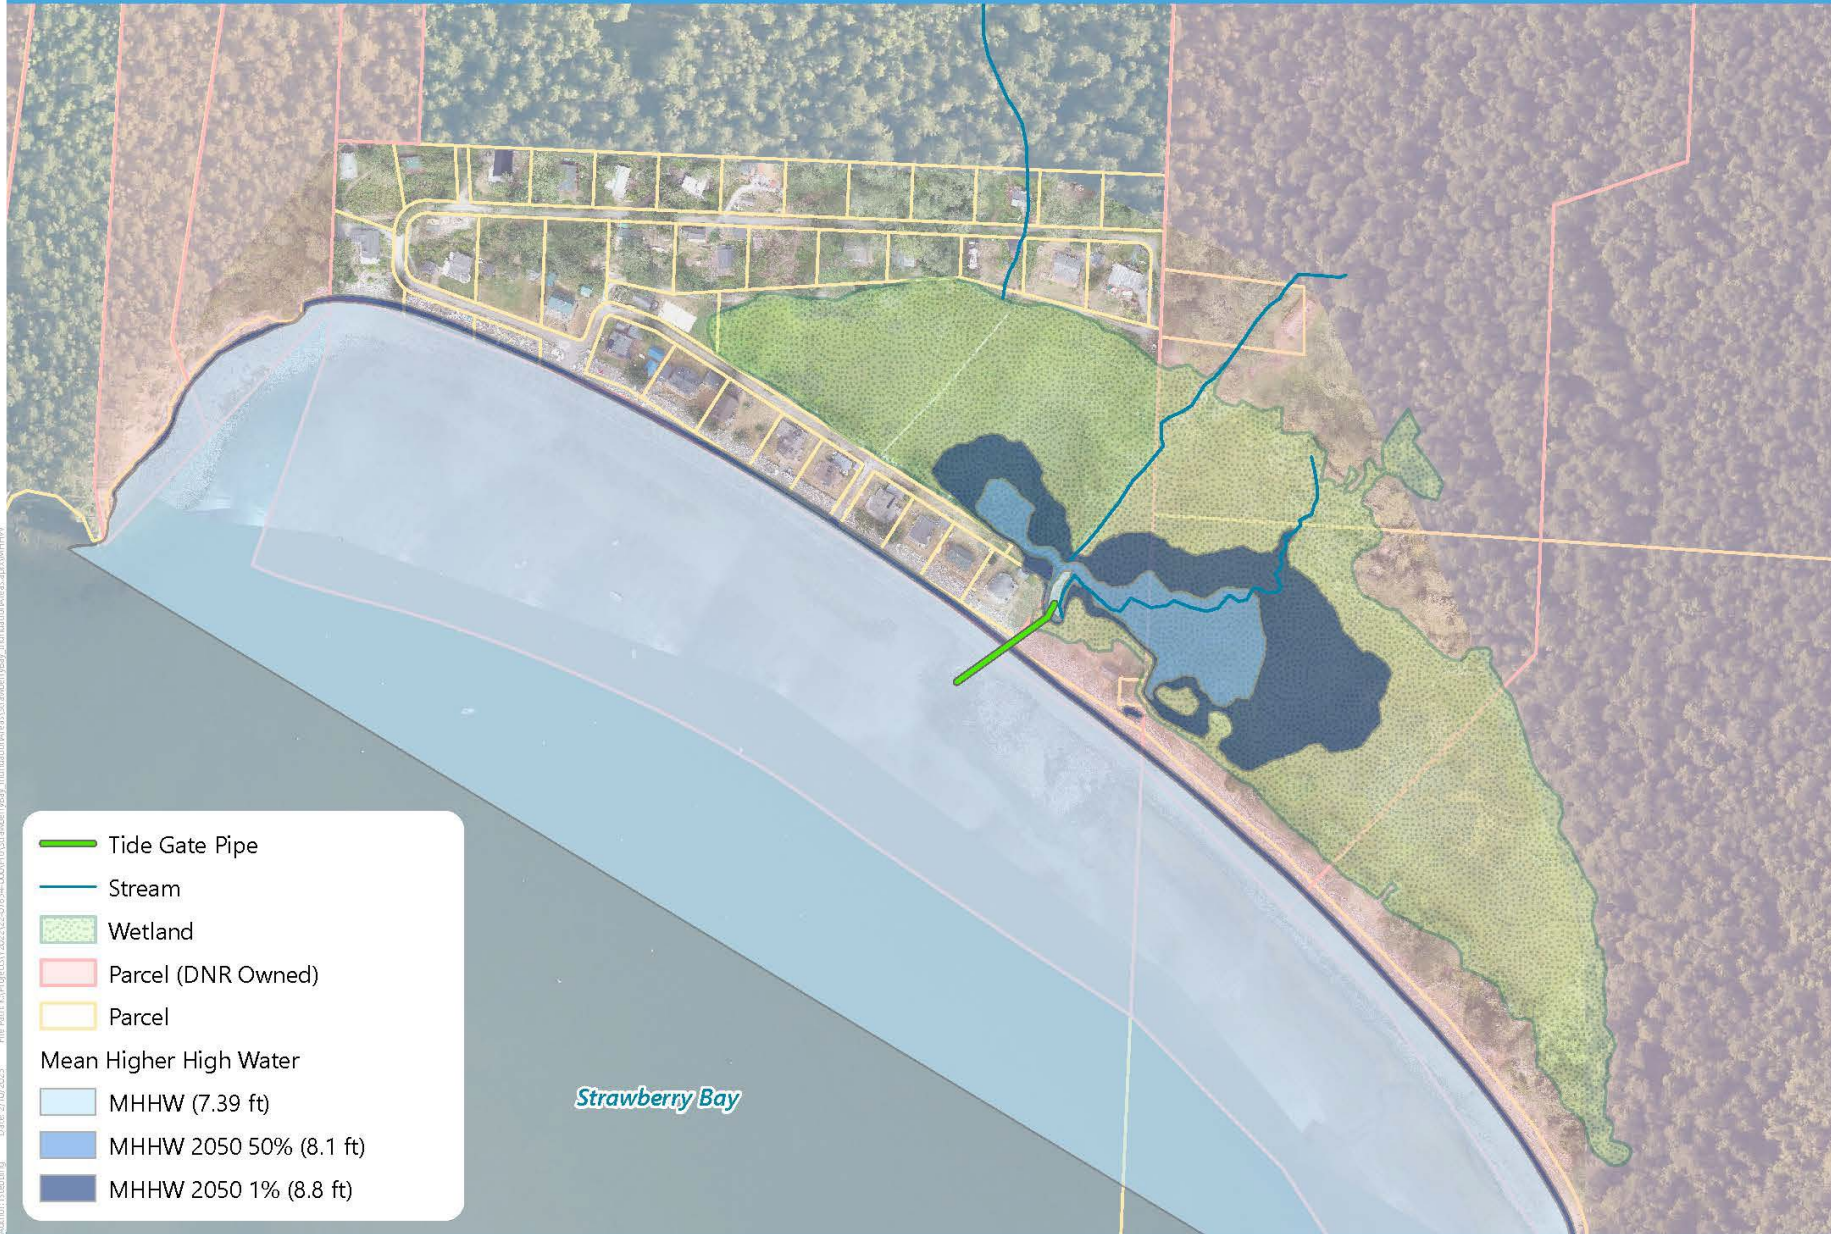 Tide Gate Pipe
Stream
Wetland
Parcel (DNR Owned)
Parcel
Mean Higher High Water
MHHW (7.39 ft)
MHHW 2050 50% (8.1 ft)
MHHW 2050 1% (8.8 ft)
Strawberry Bay